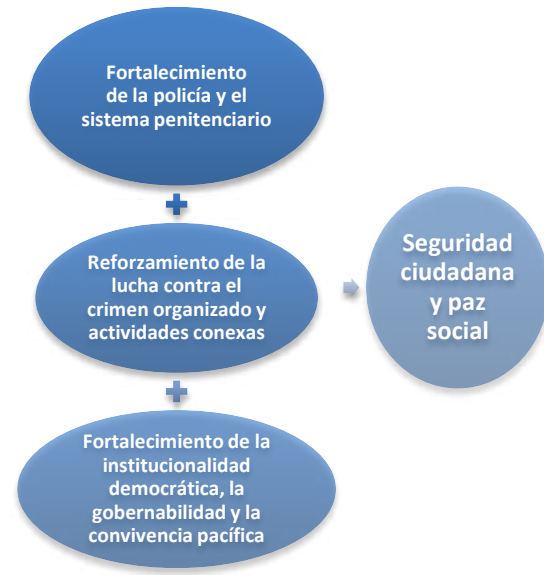 Fortalecimiento
de la policía y el
sistema penitenciario
Reforzamiento de la
lucha contra el
crimen organizado y
actividades conexas
Fortalecimiento de la
institucionalidad
democrática, la
gobernabilidad y la
convivencia pacífica
Seguridad
ciudadana
y paz
social